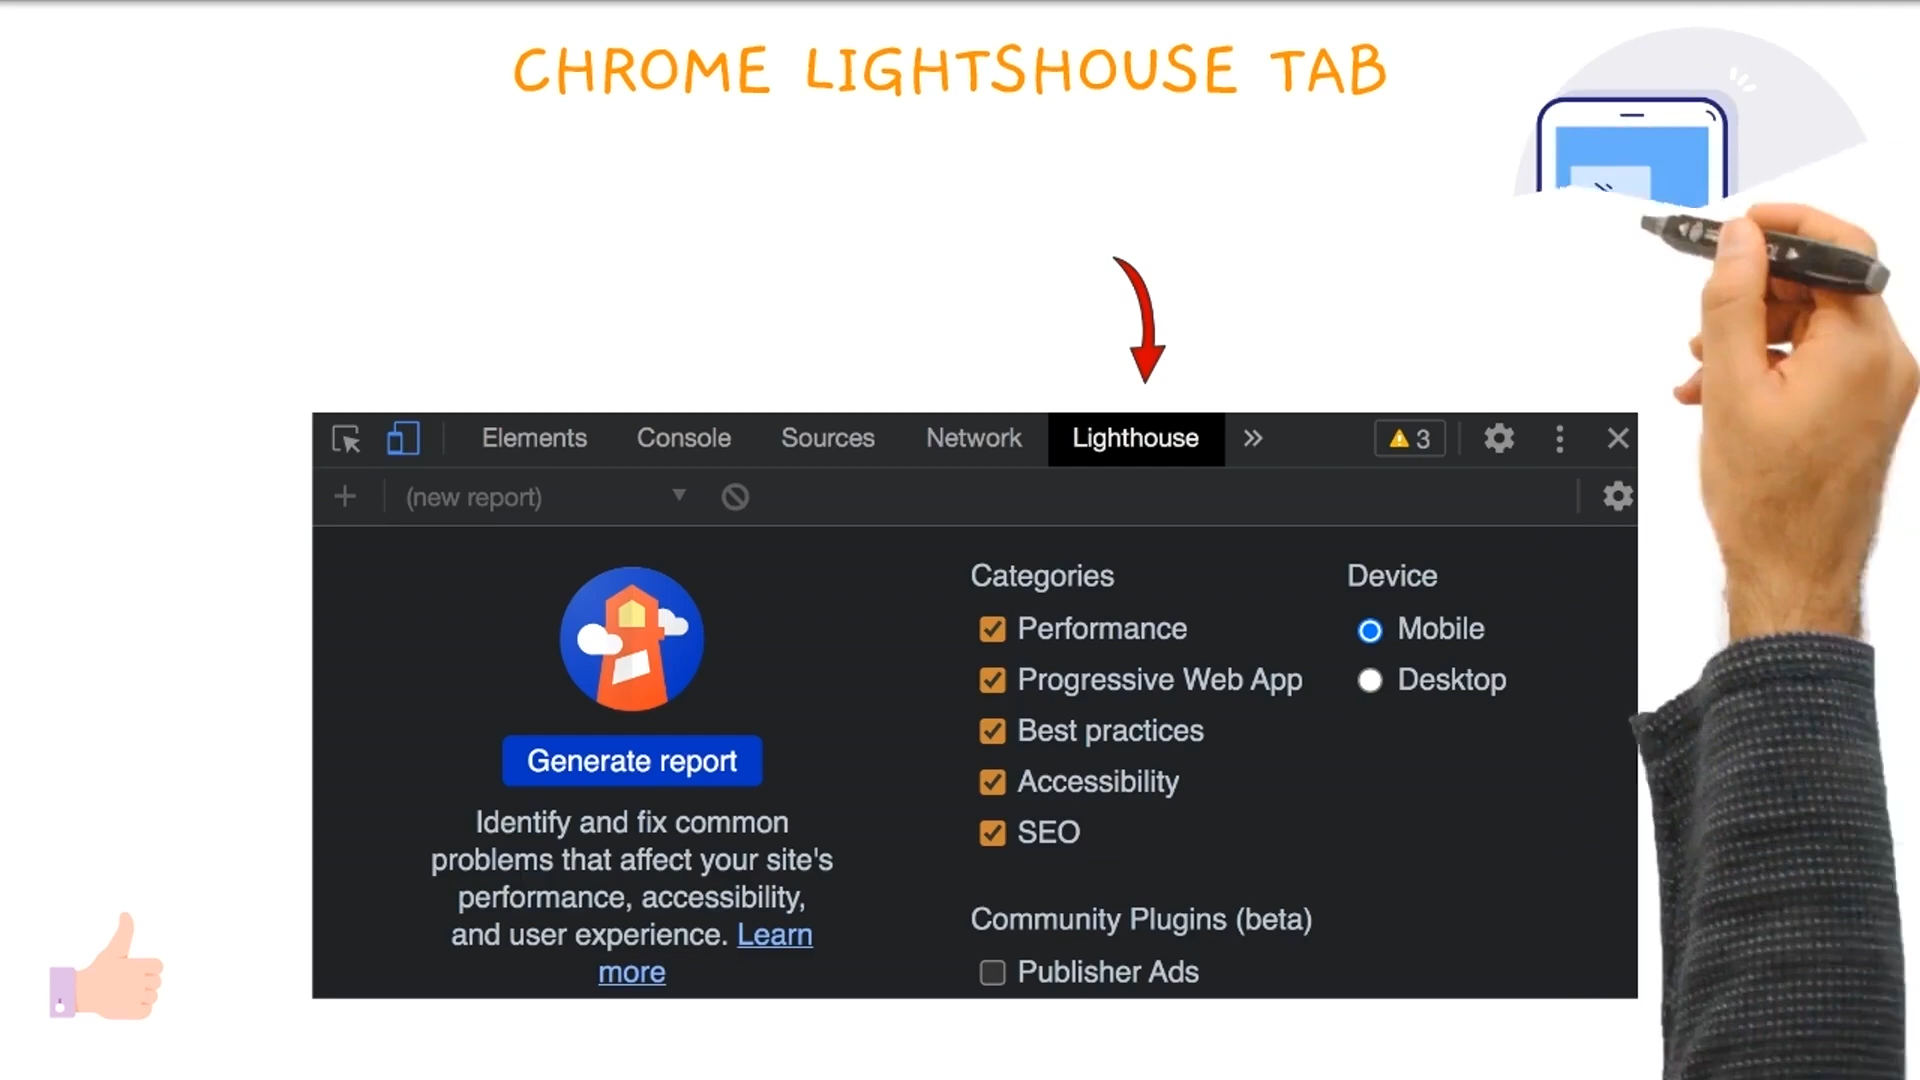 CHROME LIGHTSHOUSE TAB
Elements Console Sources Network Lighthouse 3
(new report)
Categories Device
Performance Mobile
Progressive Web App Desktop
Best practices
Accessibility
SEO
Generate report
Identify and fix common
problems that affect your site's
performance, accessibility,
and user experience. Learn
more
Community Plugins (beta)
Publisher Ads